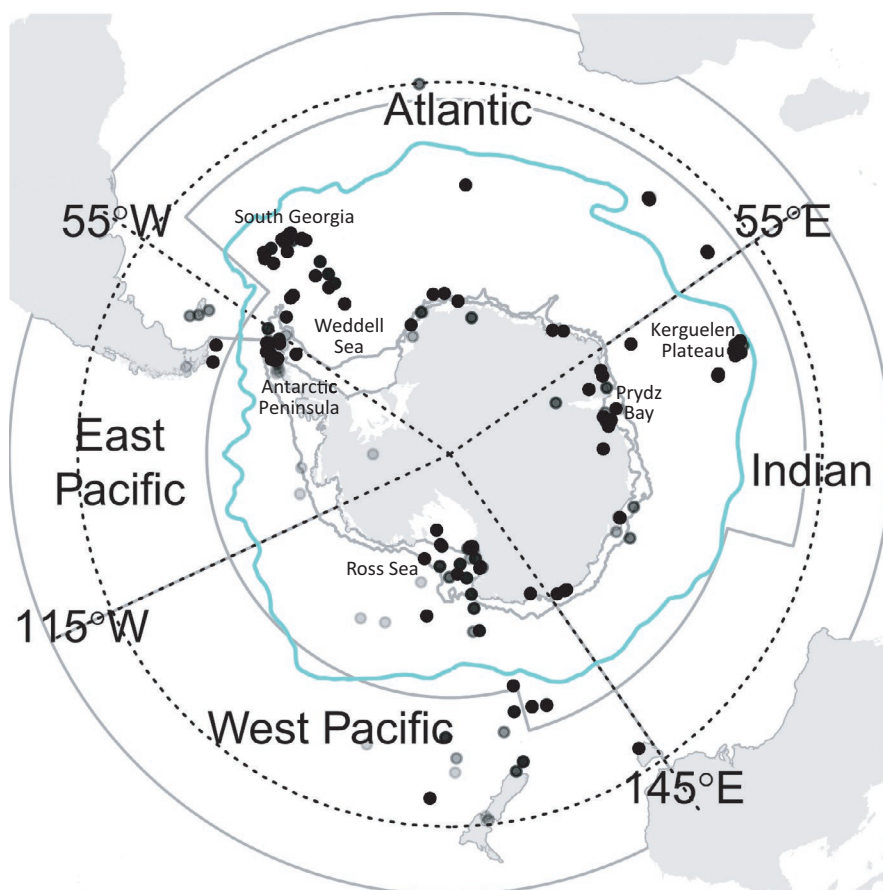 Atlantic
55°W
South Georgia
55°E
Weddell
Sea
Kerguelen
Plateau
Antarctic
Peninsula
Prydz
Bay
East
Pacific
Indian
Ross Sea
115°W
West Pacific
145°E